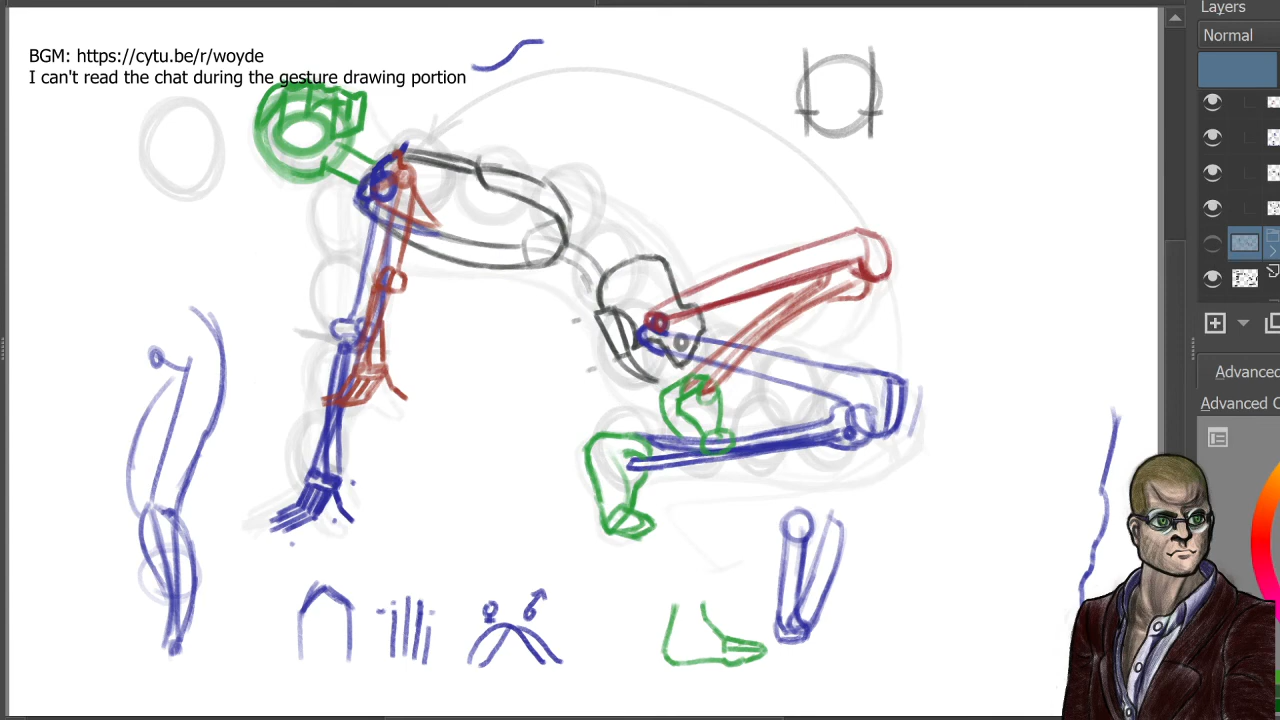 Layers
Normal
BGM: https://cytu.be/r/woyde
I can't read the chat during the gesture drawing portion
Advanced
Advanced C
♀ ♂